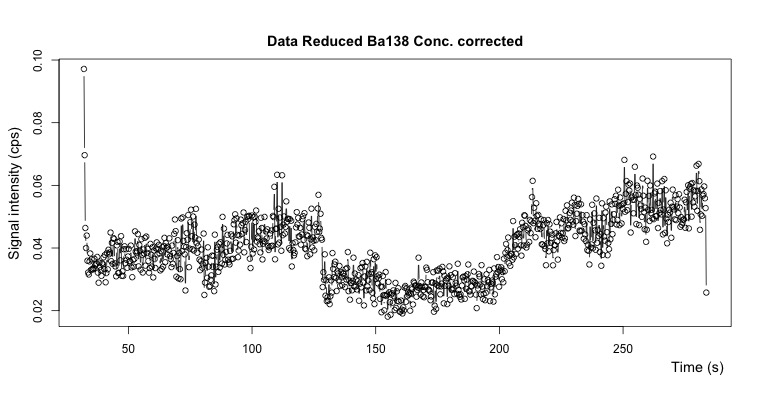 Data Reduced Ba138 Conc. corrected
Signal intensity (cps)
0.10
0.08
0.06
0.04
0.02
50 100 150 200 250
Time (s)